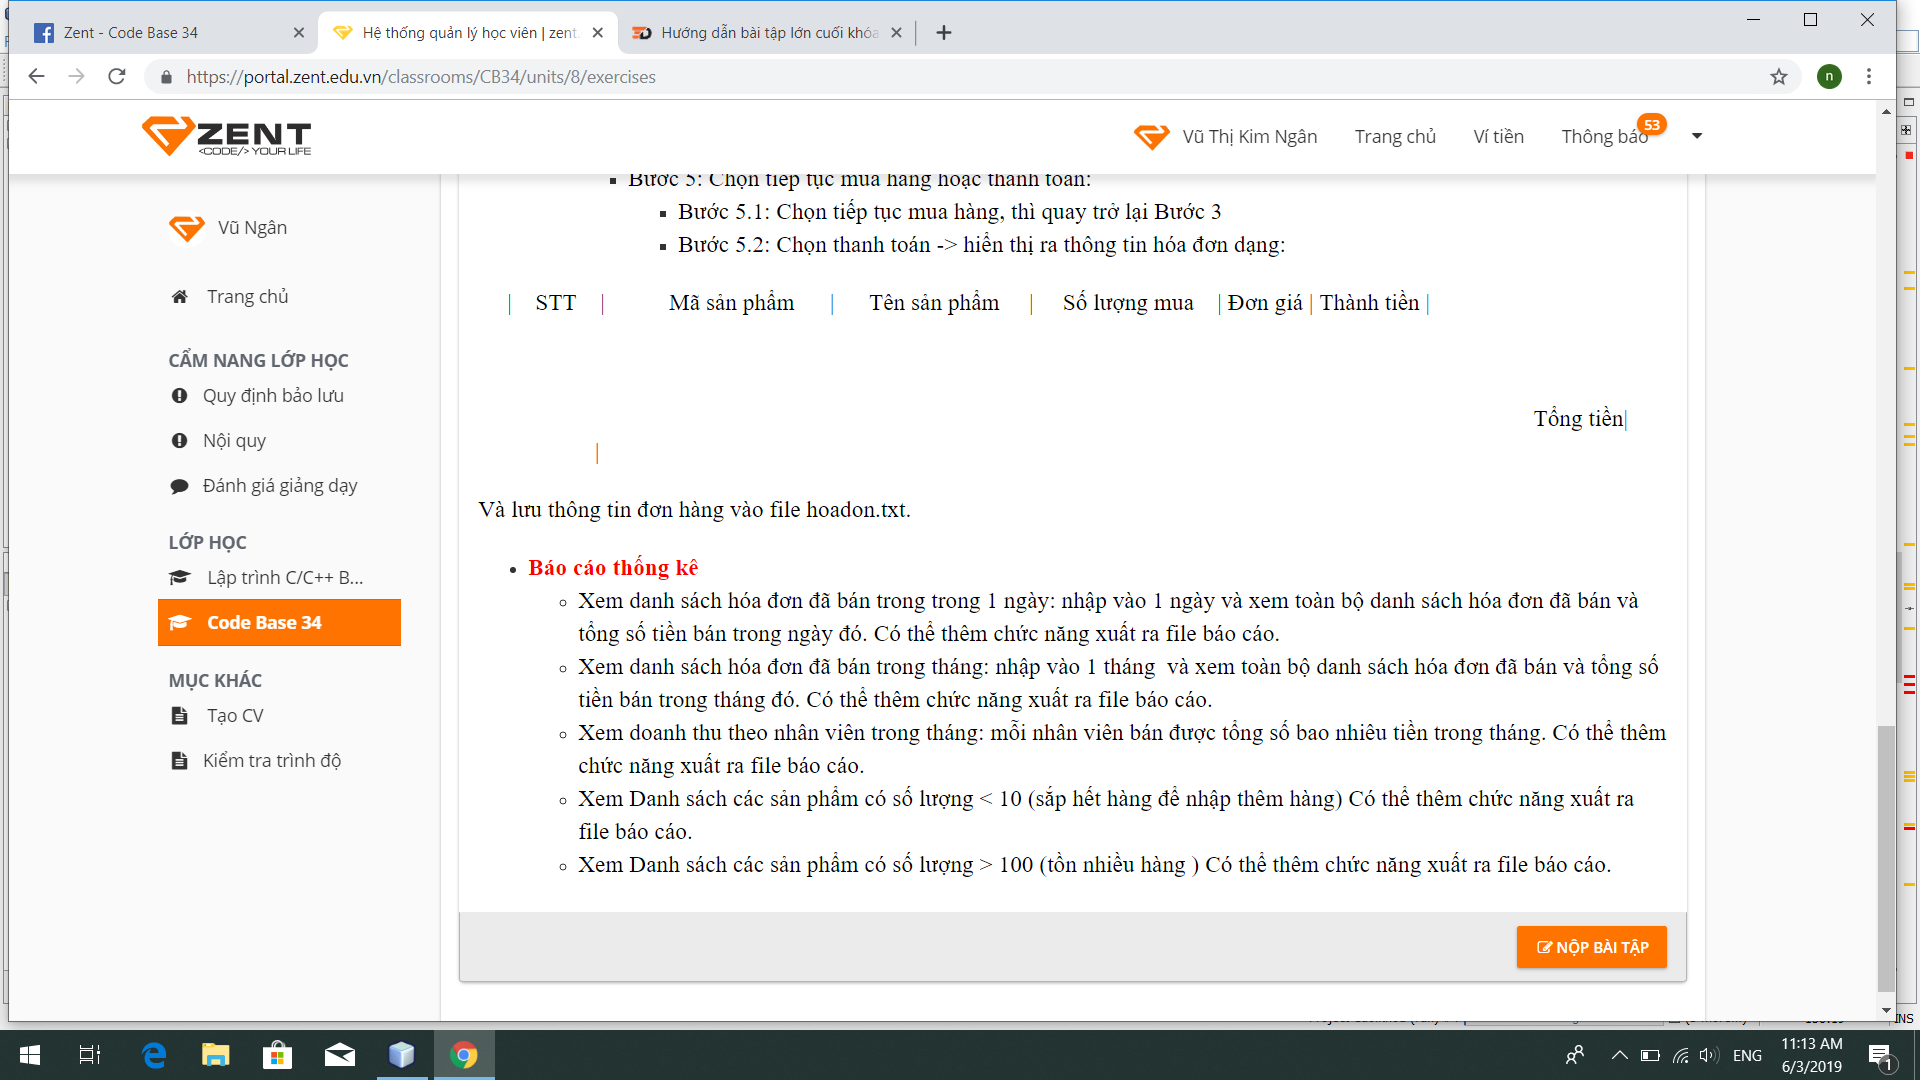 Zent - Code Base 34
Hệ thống quản lý học viên | zent.
Hướng dẫn bài tập lớn cuối khóa
https://portal.zent.edu.vn/classrooms/CB34/units/8/exercises
n
ZENT
<CODE/> YOUR LIFE
Vũ Thị Kim Ngân
Trang chủ
Ví tiền
Thông báo
53
Vũ Ngân
Trang chủ
CẨM NANG LỚP HỌC
Quy định bảo lưu
Nội quy
Đánh giá giảng dạy
LỚP HỌC
Lập trình C/C++ B...
Code Base 34
MỤC KHÁC
Tạo CV
Kiểm tra trình độ
Bước 5: Chọn tiếp tục mua hàng hoặc thanh toán:
Bước 5.1: Chọn tiếp tục mua hàng, thì quay trở lại Bước 3
Bước 5.2: Chọn thanh toán -> hiển thị ra thông tin hóa đơn dạng:
| STT | Mã sản phẩm | Tên sản phẩm | Số lượng mua | Đơn giá | Thành tiền |
Tổng tiền|
|
Và lưu thông tin đơn hàng vào file hoadon.txt.
Báo cáo thống kê
Xem danh sách hóa đơn đã bán trong trong 1 ngày: nhập vào 1 ngày và xem toàn bộ danh sách hóa đơn đã bán và
tổng số tiền bán trong ngày đó. Có thể thêm chức năng xuất ra file báo cáo.
Xem danh sách hóa đơn đã bán trong tháng: nhập vào 1 tháng  và xem toàn bộ danh sách hóa đơn đã bán và tổng số
tiền bán trong tháng đó. Có thể thêm chức năng xuất ra file báo cáo.
Xem doanh thu theo nhân viên trong tháng: mỗi nhân viên bán được tổng số bao nhiêu tiền trong tháng. Có thể thêm
chức năng xuất ra file báo cáo.
Xem Danh sách các sản phẩm có số lượng < 10 (sắp hết hàng để nhập thêm hàng) Có thể thêm chức năng xuất ra
file báo cáo.
Xem Danh sách các sản phẩm có số lượng > 100 (tồn nhiều hàng ) Có thể thêm chức năng xuất ra file báo cáo.
NỘP BÀI TẬP
INS
ENG
11:13 AM
6/3/2019
1